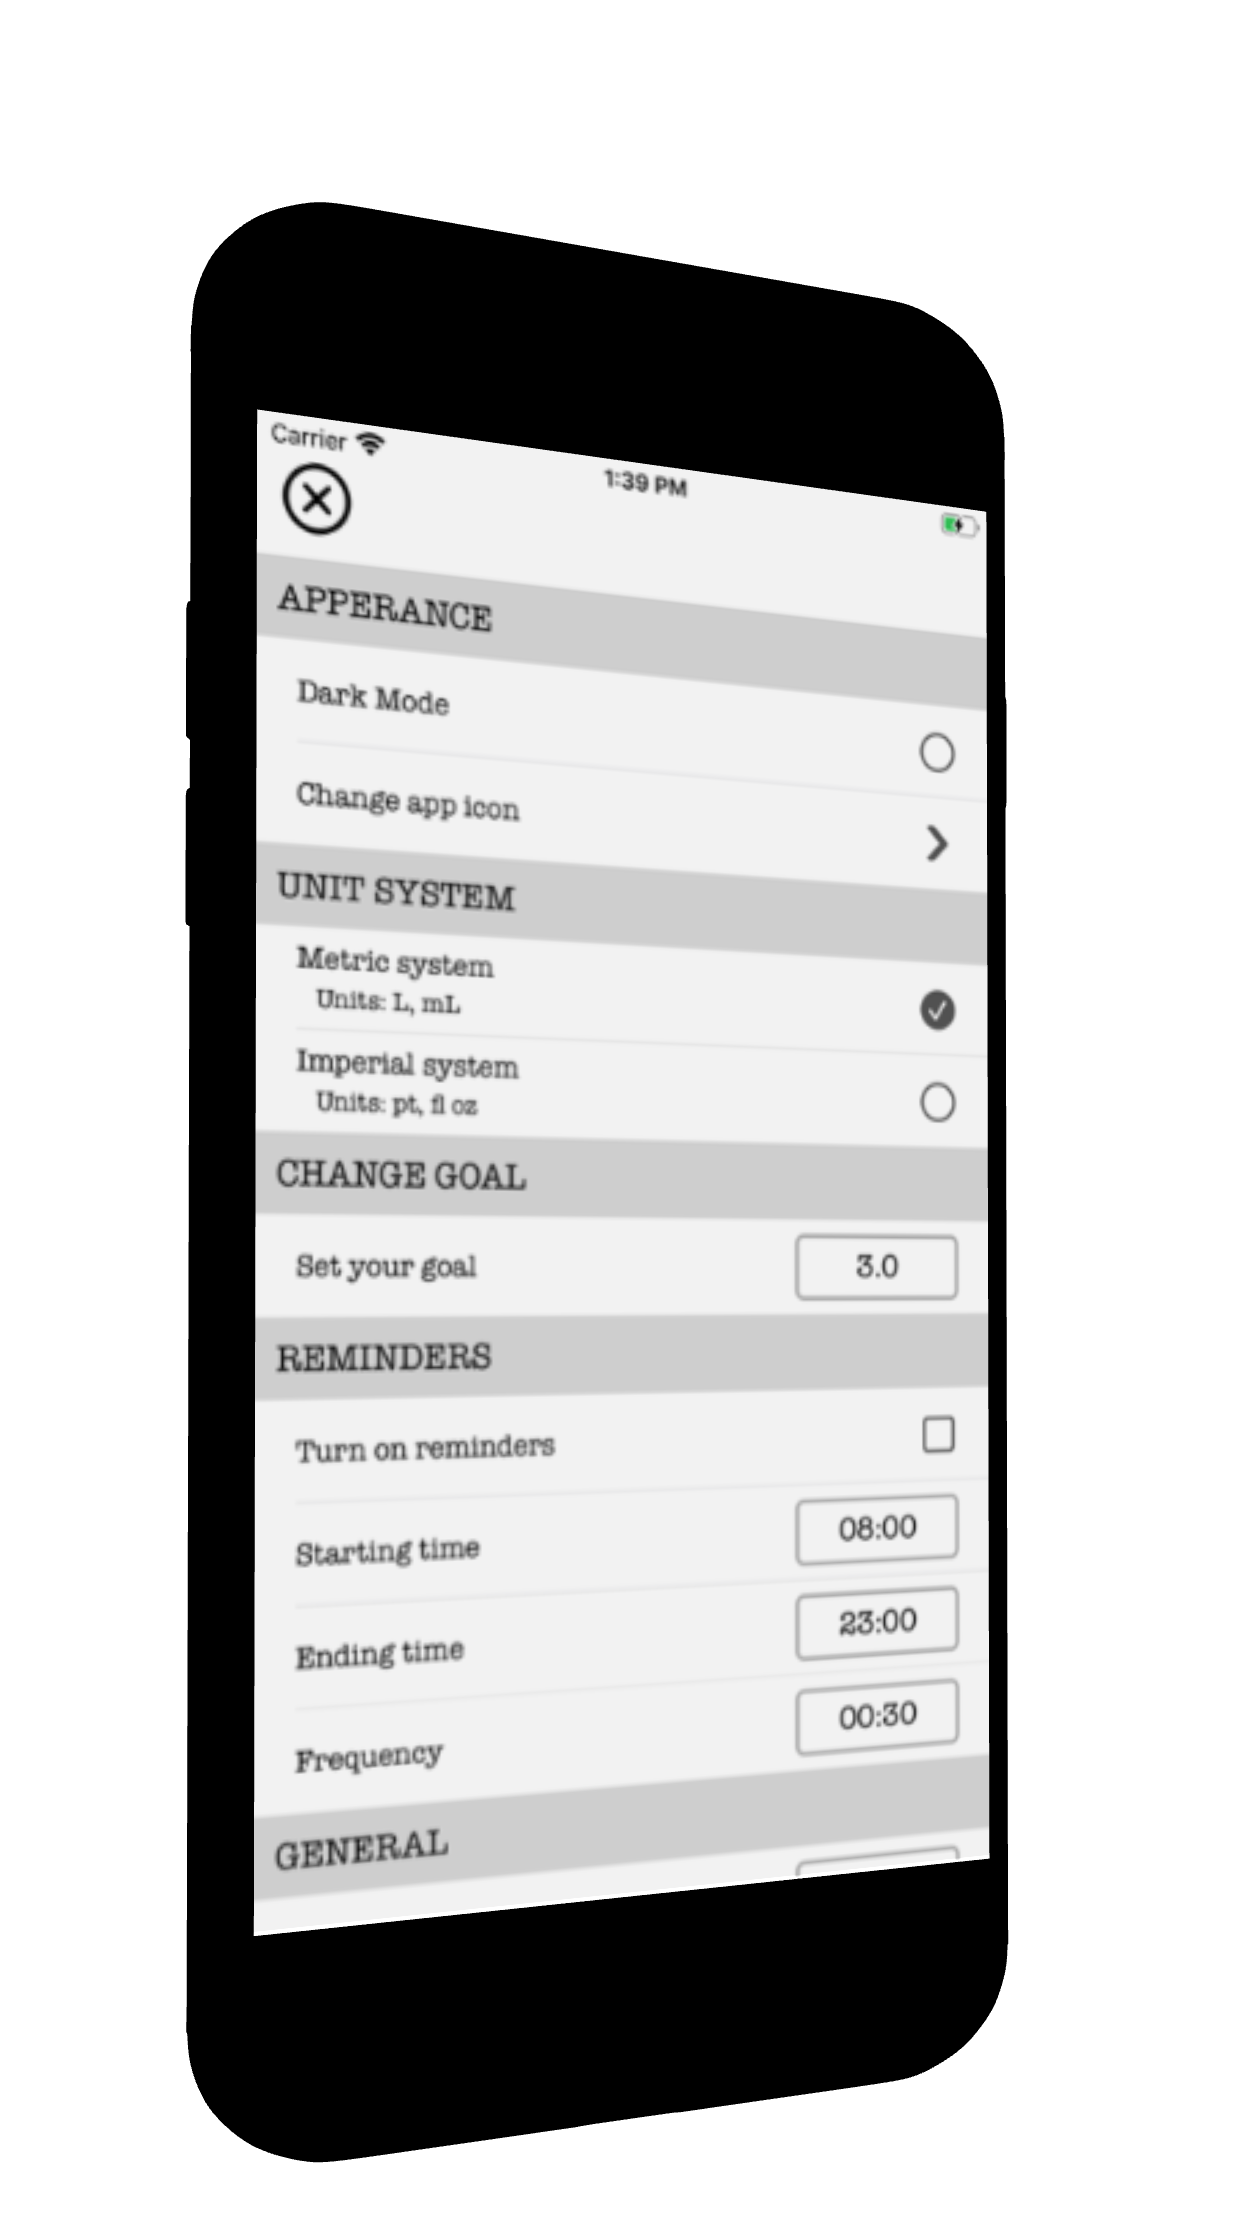 Carrier
1:39 PM
APPERANCE
Dark Mode
Change app icon
UNIT SYSTEM
Metric system
Units: L, mL
Imperial system
Units: pt, fl oz
CHANGE GOAL
Set your goal 3.0
REMINDERS
Turn on reminders
Starting time 08:00
Ending time 23:00
Frequency 00:30
GENERAL